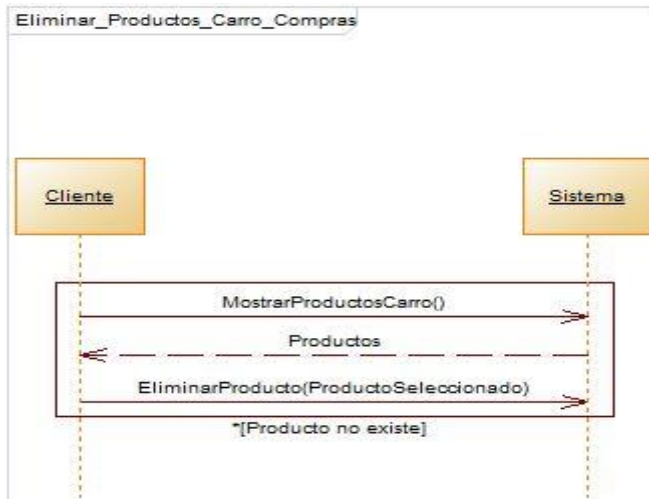 Eliminar_Productos_Carro_Compras
Cliente
Sistema
MostrarProductosCarro()
Productos
EliminarProducto(ProductoSeleccionado)
*[Producto no existe]